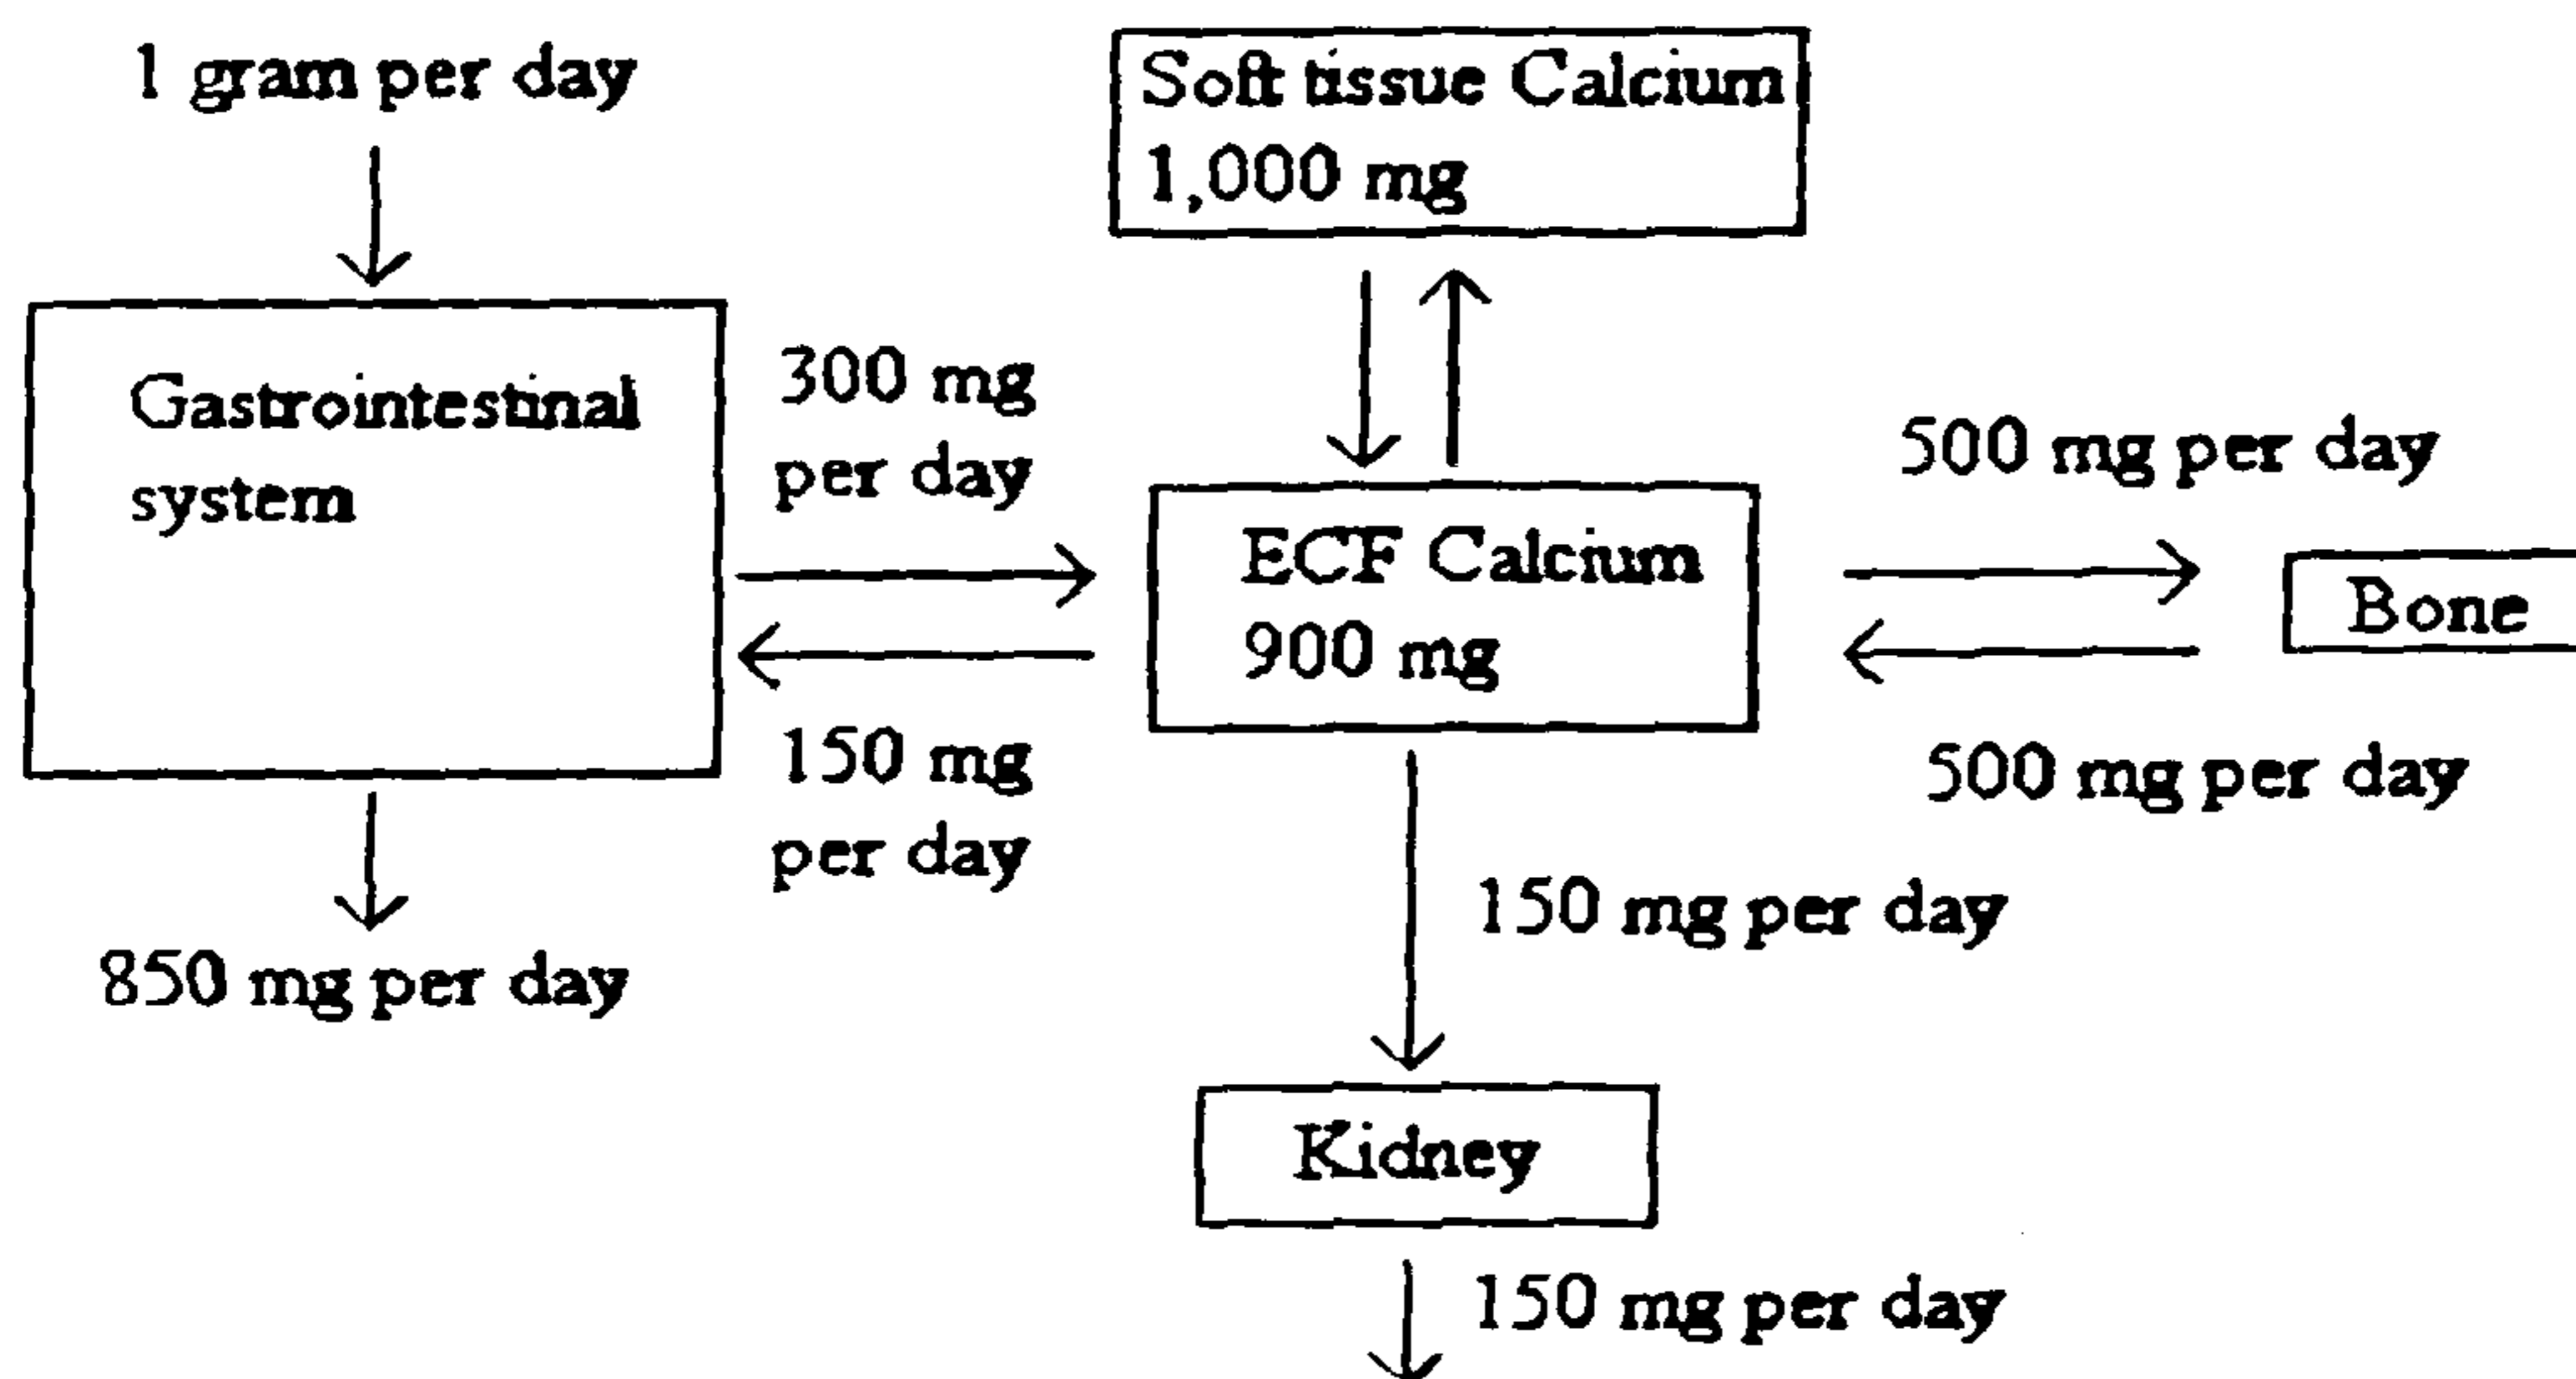 1 gram per day
Soft tissue Calcium
1,000 mg
Gastrointestinal
system
300 mg
per day
150 mg
per day
850 mg per day
ECF Calcium
900 mg
500 mg per day
Bone
500 mg per day
150 mg per day
Kidney
150 mg per day